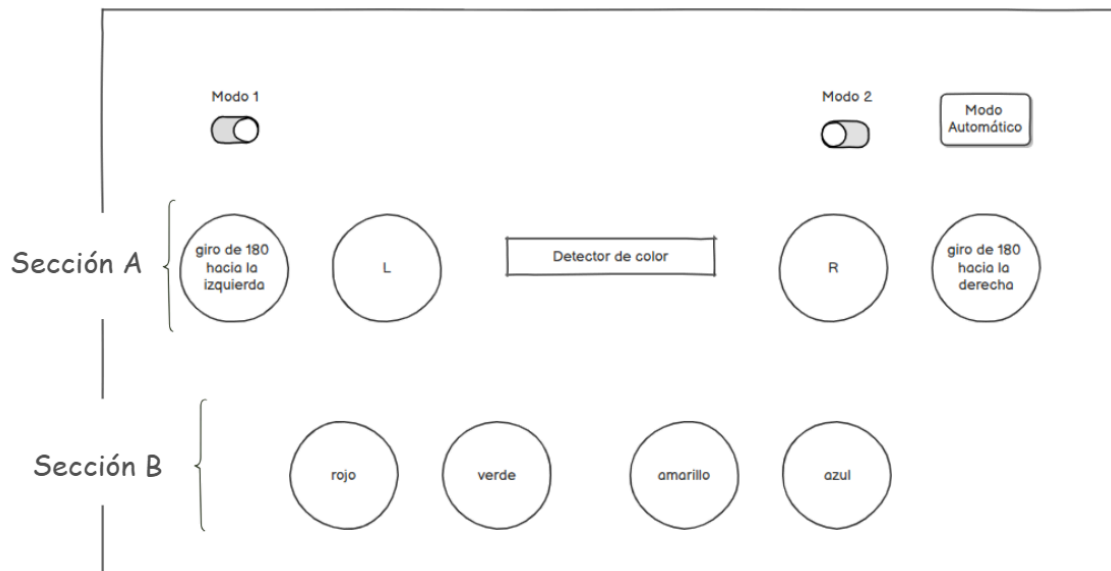 Modo 1
Modo 2
Modo
Automático
Sección A
giro de 180
hacia la
izquierda
L
Detector de color
R
giro de 180
hacia la
derecha
Sección B
rojo
verde
amarillo
azul